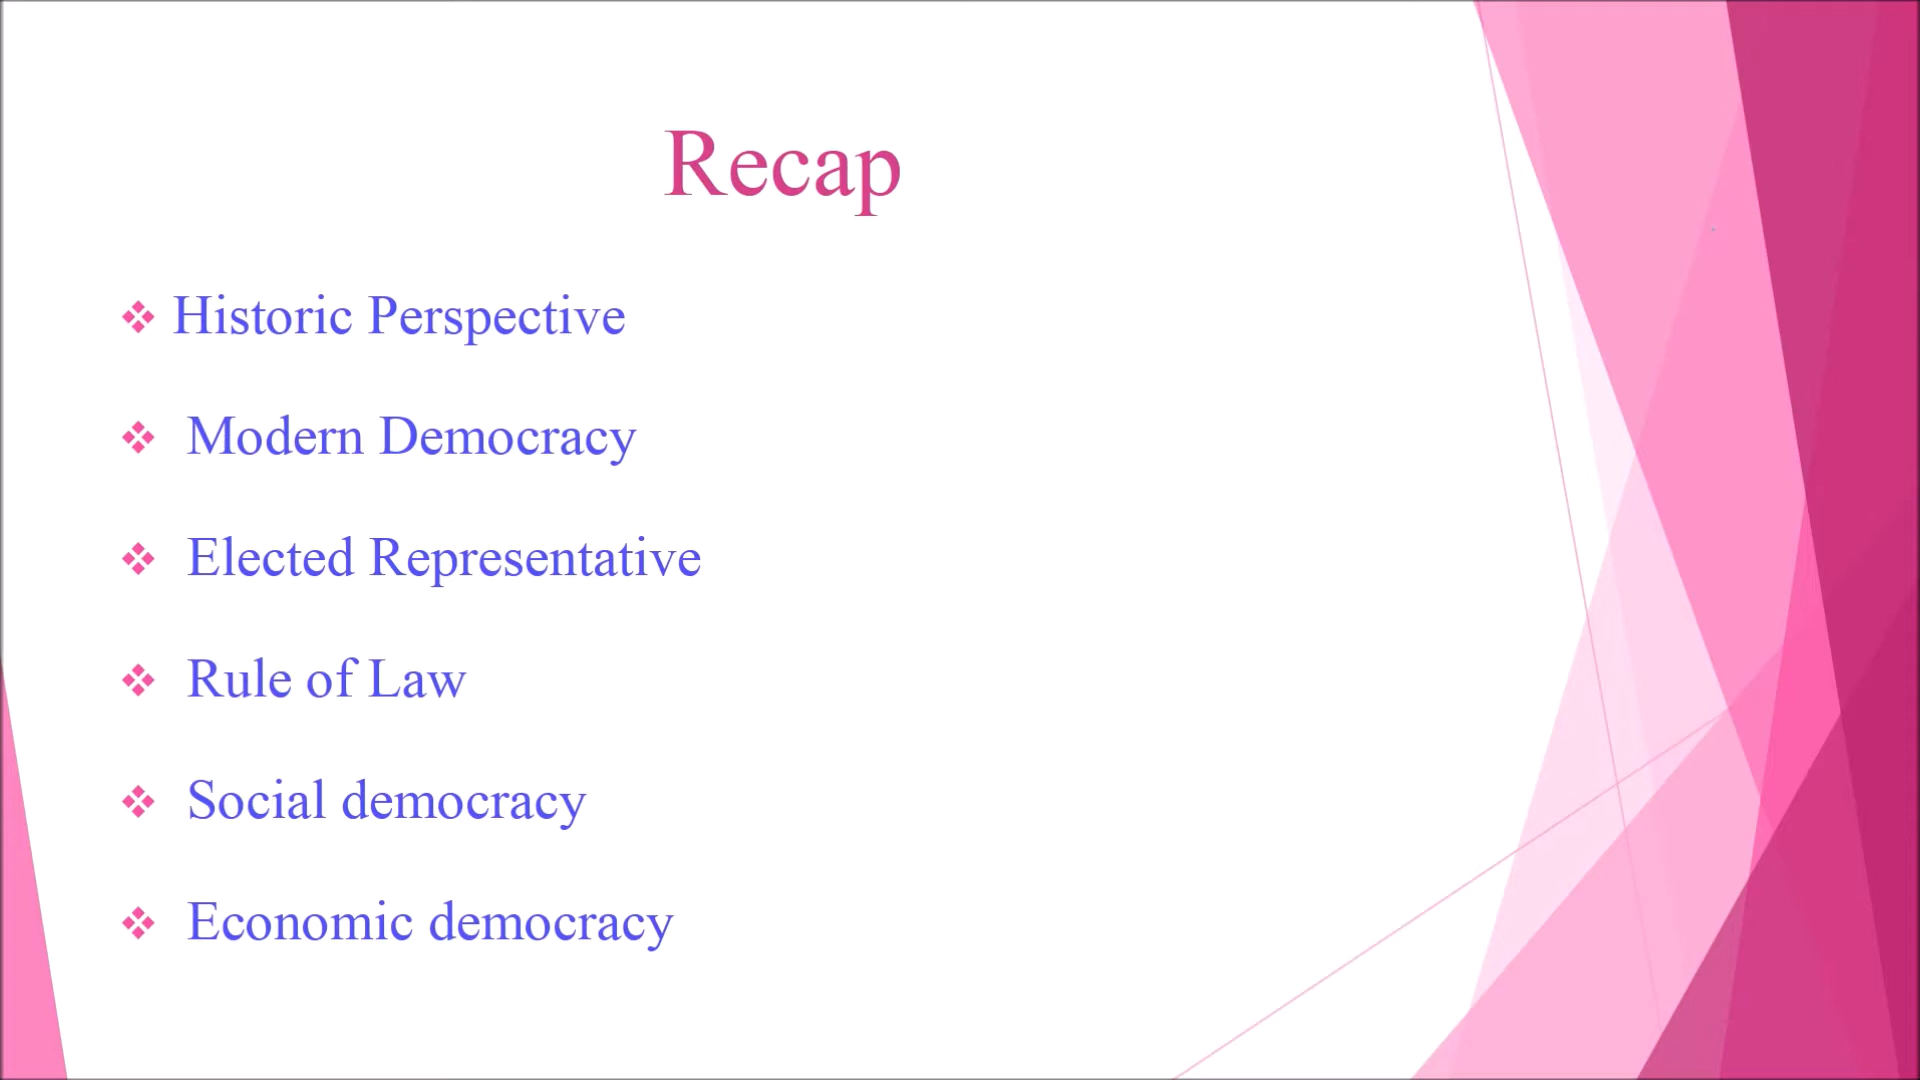 Recap
Historic Perspective
Modern Democracy
Elected Representative
Rule of Law
Social democracy
Economic democracy